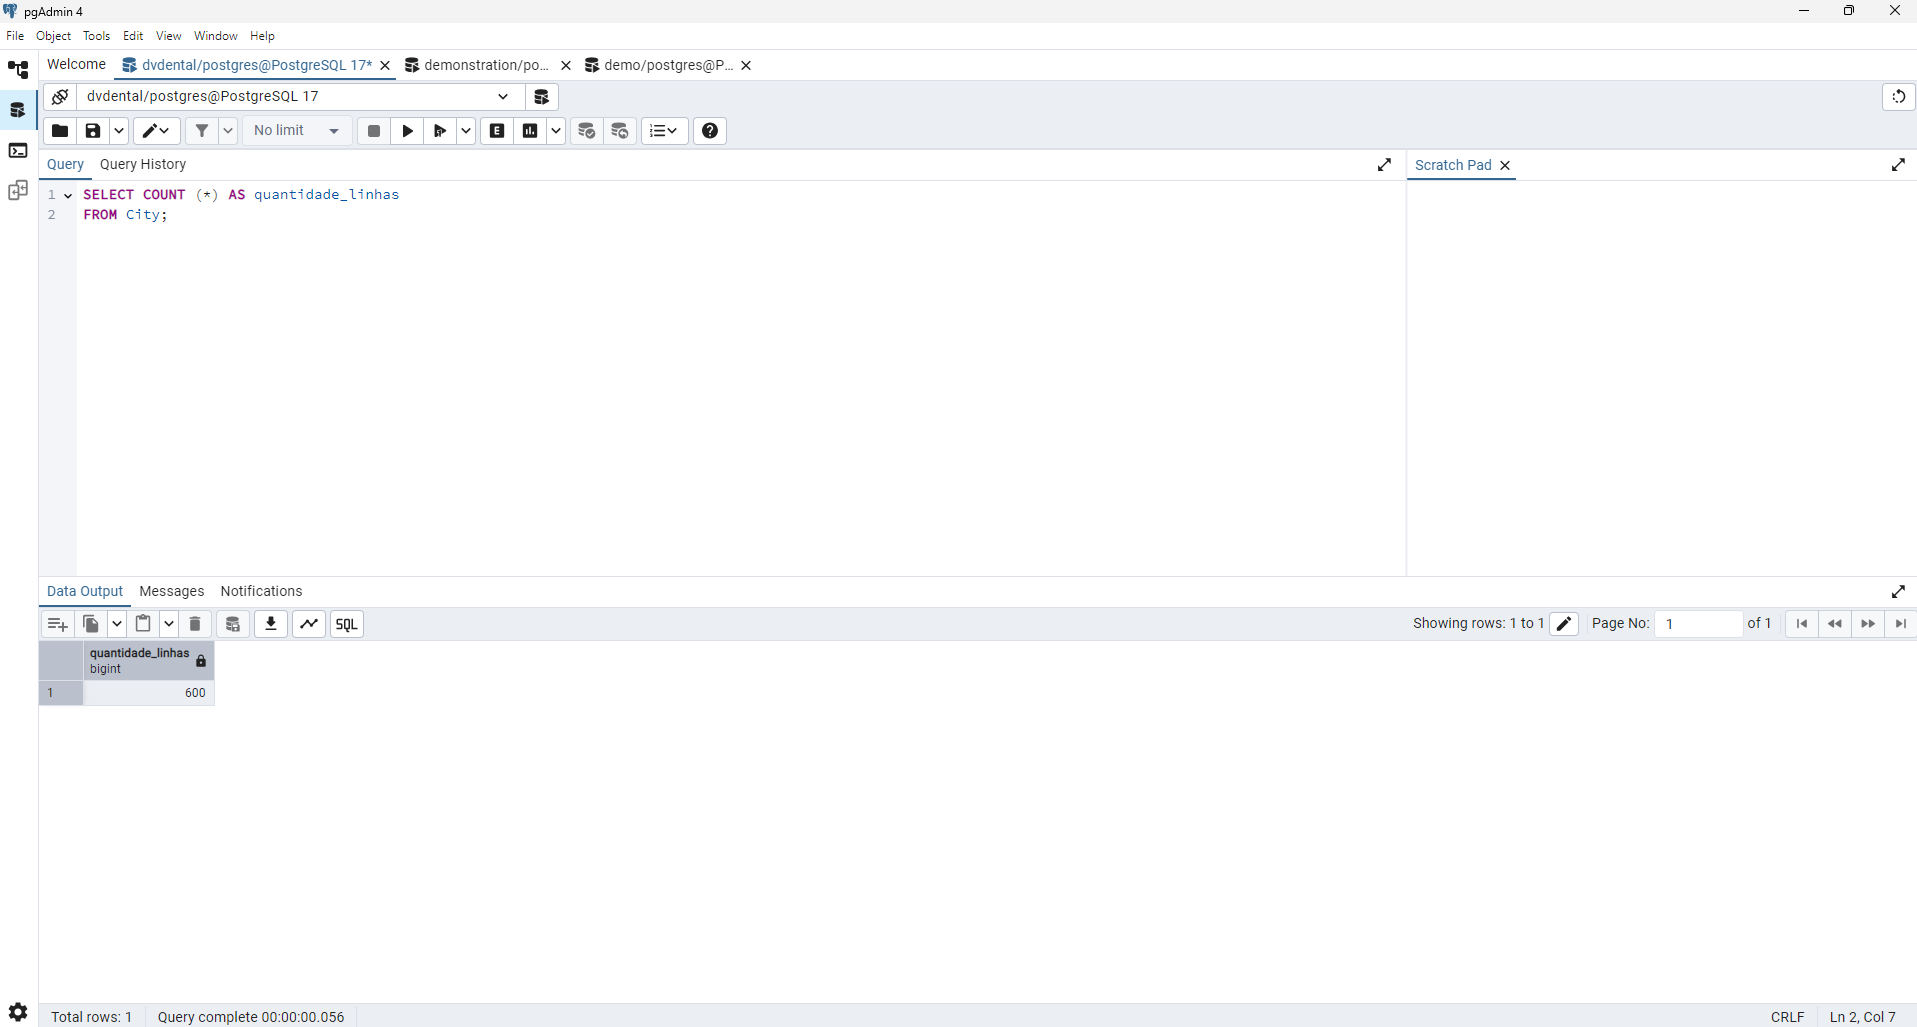 pgAdmin 4
File Object Tools Edit View Window Help
Welcome dvdental/postgres@PostgreSQL 17* demonstration/po... demo/postgres@P...
dvdental/postgres@PostgreSQL 17
No limit E
Query Query History Scratch Pad
1 SELECT COUNT (*) AS quantidade_linhas
2 FROM City;
Data Output Messages Notifications
SQL Showing rows: 1 to 1 Page No: 1 of 1
quantidade_linhas
bigint
1 600
Total rows: 1 Query complete 00:00:00.056 CRLF Ln 2, Col 7